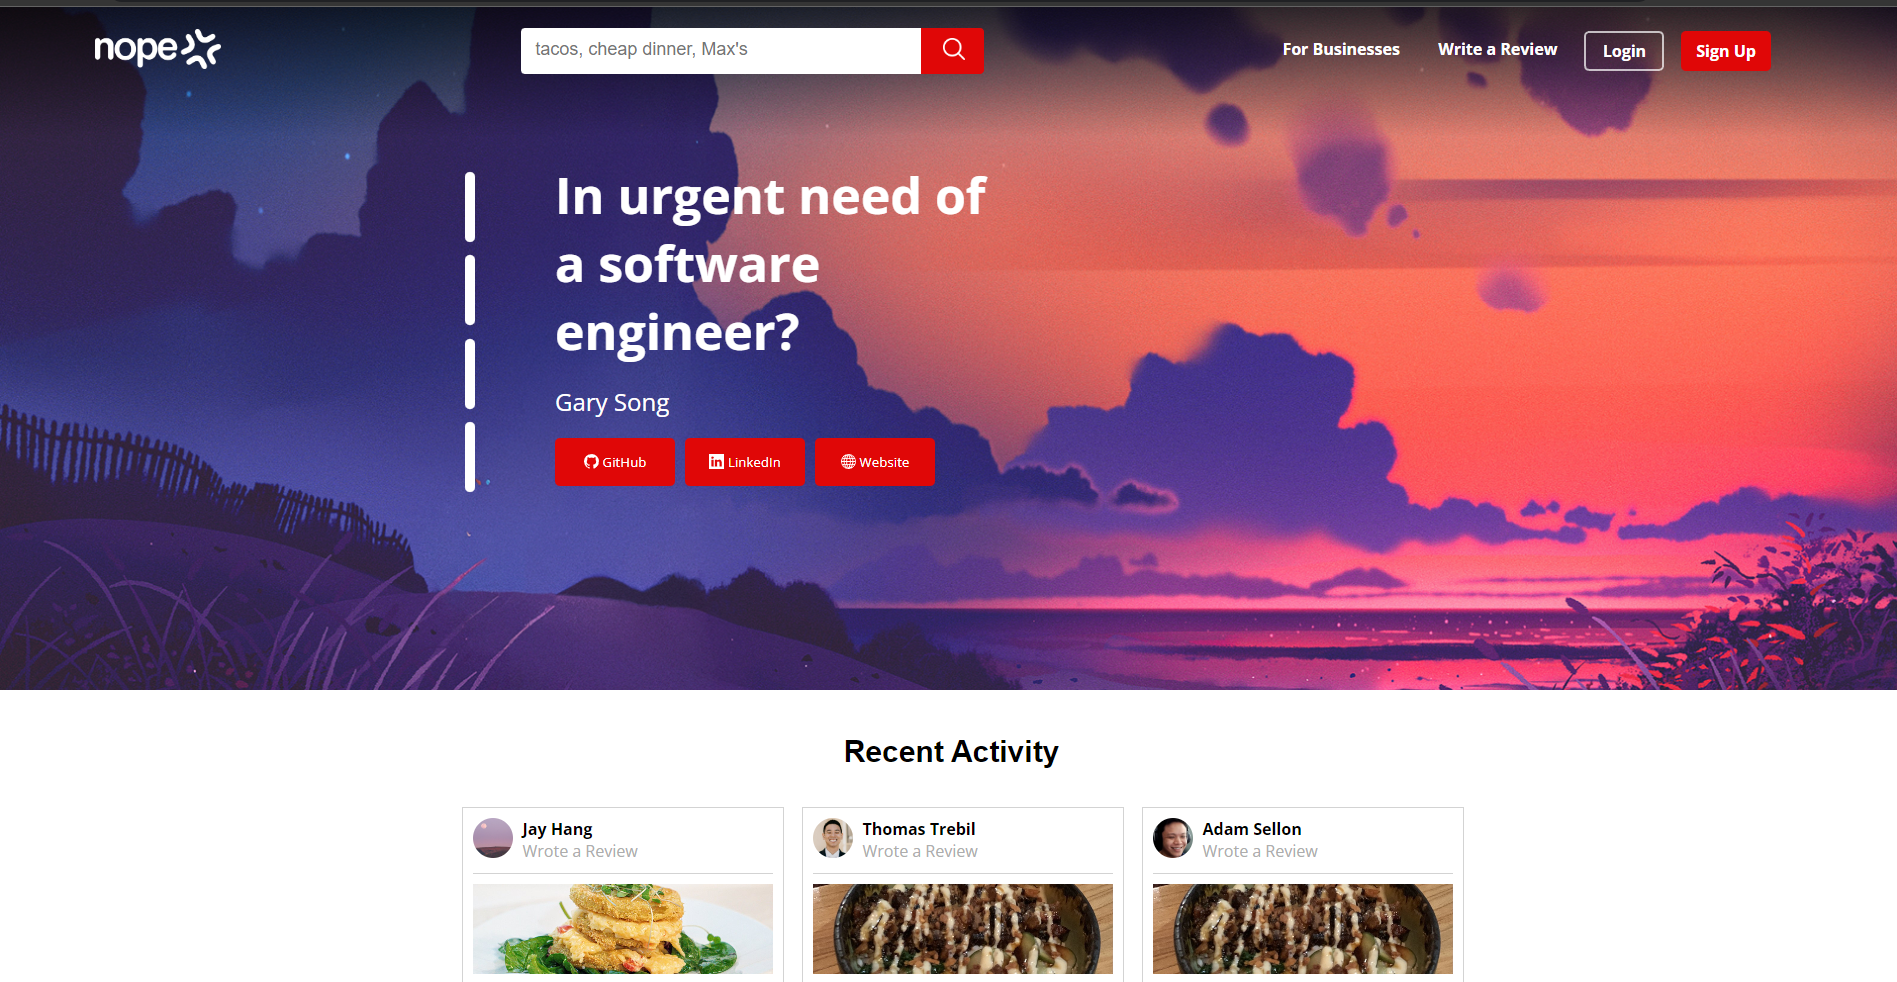 nope
tacos, cheap dinner, Max's
For Businesses
Write a Review
Login
Sign Up
In urgent need of
a software
engineer?
Gary Song
GitHub
LinkedIn
Website
Recent Activity
Jay Hang
Wrote a Review
Thomas Trebil
Wrote a Review
Adam Sellon
Wrote a Review